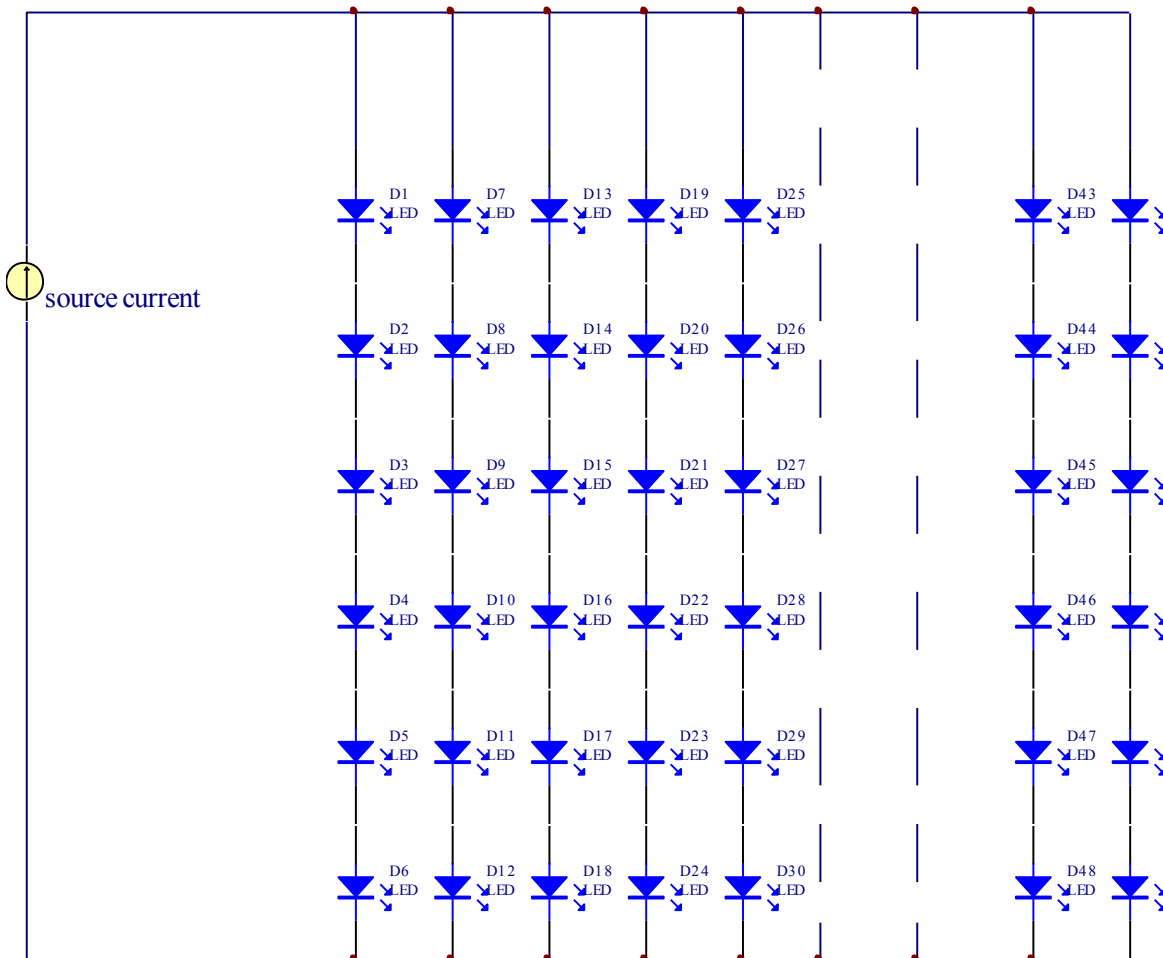 D1 D7 D13 D19 D25 D43
LED LED LED LED LED LED
source current
D2 D8 D14 D20 D26 D44
LED LED LED LED LED LED
D3 D9 D15 D21 D27 D45
LED LED LED LED LED LED
D4 D10 D16 D22 D28 D46
LED LED LED LED LED LED
D5 D11 D17 D23 D29 D47
LED LED LED LED LED LED
D6 D12 D18 D24 D30 D48
LED LED LED LED LED LED